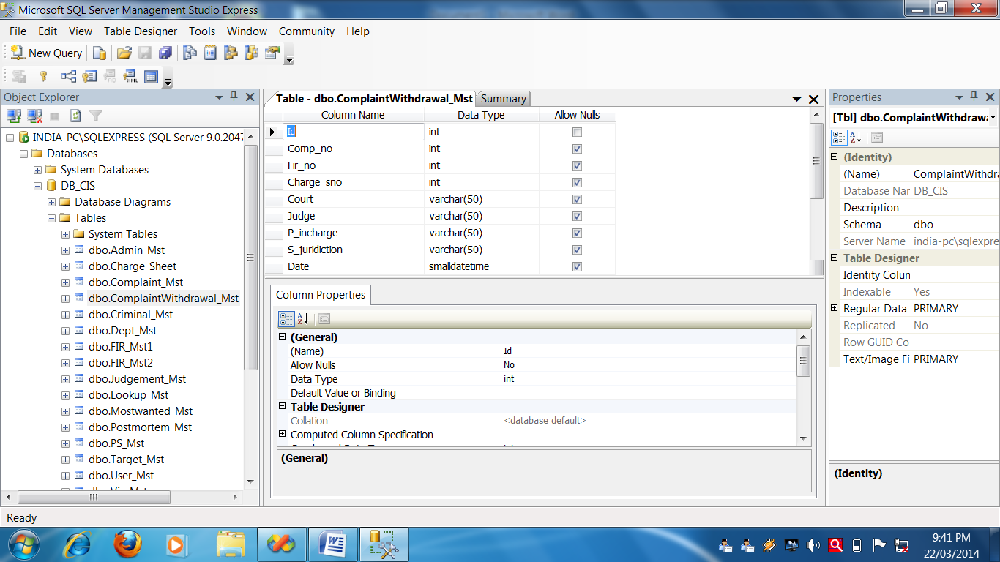 Microsoft SQL Server Management Studio Express
File Edit View Table Designer Tools Window Community Help
New Query
Object Explorer
INDIA-PC\SQLEXPRESS (SQL Server 9.0.2047
Databases
System Databases
DB_CIS
Database Diagrams
Tables
System Tables
dbo.Admin_Mst
dbo.Charge_Sheet
dbo.Complaint_Mst
dbo.ComplaintWithdrawal_Mst
dbo.Criminal_Mst
dbo.Dept_Mst
dbo.FIR_Mst1
dbo.FIR_Mst2
dbo.Judgement_Mst
dbo.Lookup_Mst
dbo.Mostwanted_Mst
dbo.Postmortem_Mst
dbo.PS_Mst
dbo.Target_Mst
dbo.User_Mst
Table - dbo.ComplaintWithdrawal_Mst Summary
Column Name Data Type Allow Nulls
Id int
Comp_no int
Fir_no int
Charge_sno int
Court varchar(50)
Judge varchar(50)
P_incharge varchar(50)
S_juridiction varchar(50)
Date smalldatetime
Column Properties
(General)
(Name) Id
Allow Nulls No
Data Type int
Default Value or Binding
Table Designer
Collation <database default>
Computed Column Specification
(General)
Properties
[Tbl] dbo.ComplaintWithdrawa
(Identity)
(Name) ComplaintWithdra
Database Nar DB_CIS
Description
Schema dbo
Server Name india-pc\sqlexpre
Table Designer
Identity Colun
Indexable Yes
Regular Data PRIMARY
Replicated No
Row GUID Co
Text/Image Fi PRIMARY
(Identity)
Ready
9:41 PM
22/03/2014